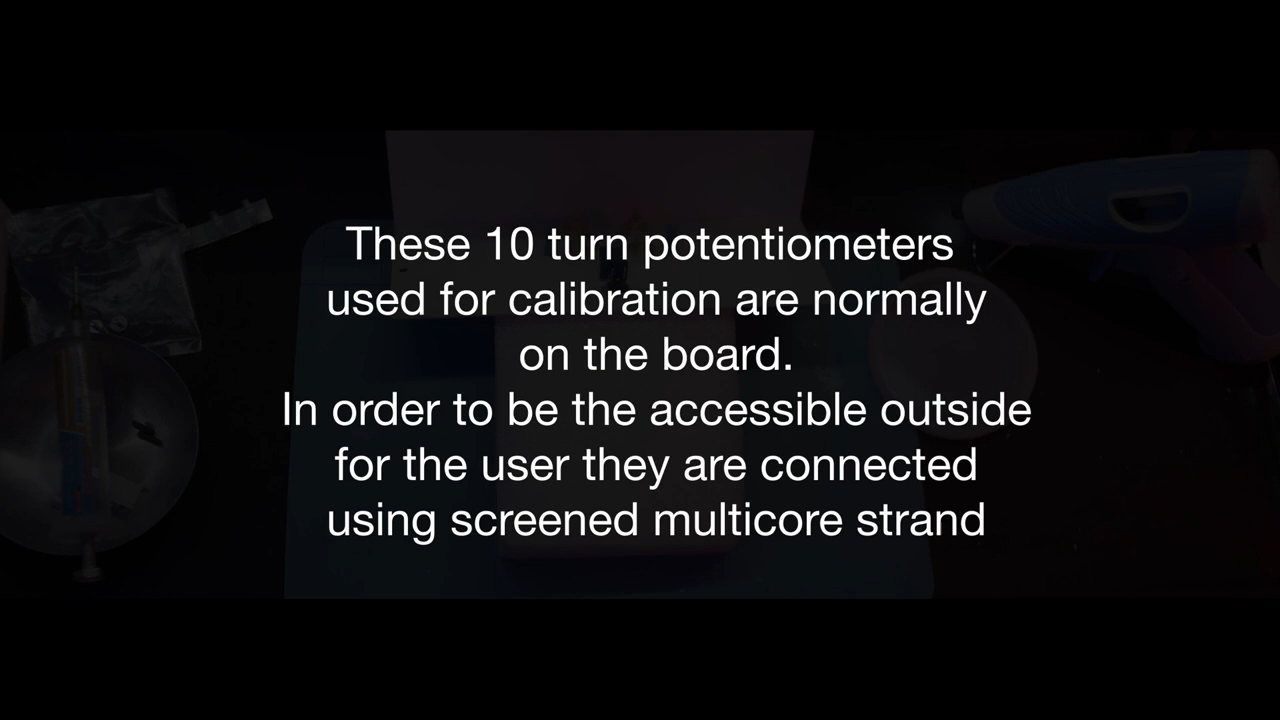 These 10 turn potentiometers
used for calibration are normally
on the board.
In order to be the accessible outside
for the user they are connected
using screened multicore strand